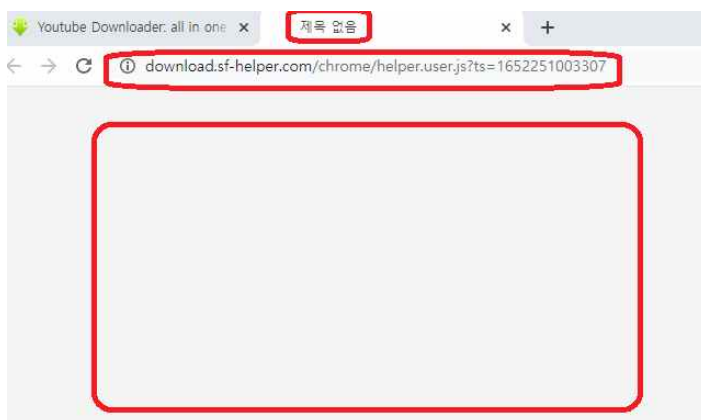 Youtube Downloader: all in one
제목 없음
download.sf-helper.com/chrome/helper.user.js?ts=1652251003307